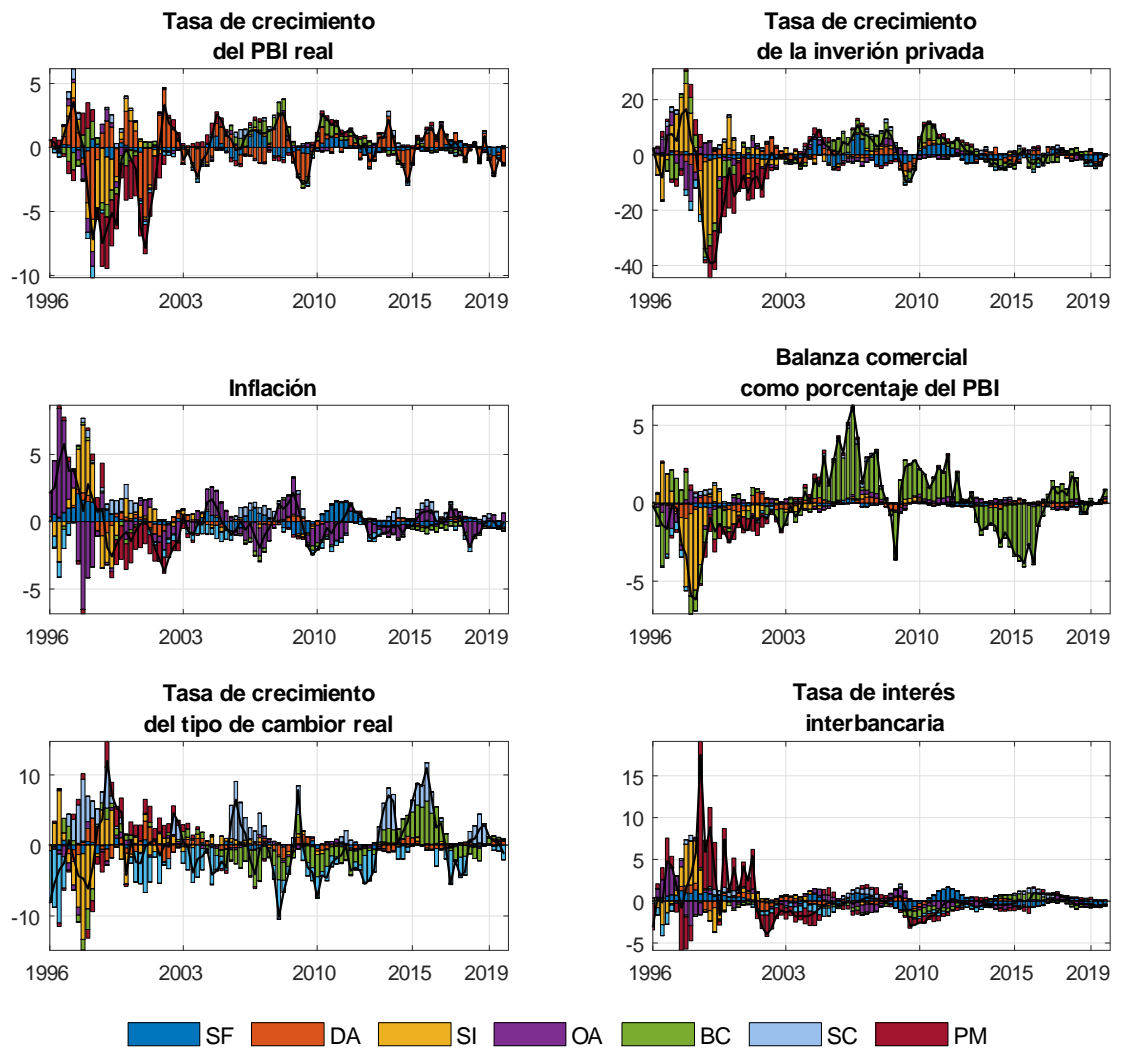 Tasa de crecimiento
del PBI real
5
0
-5
-10
1996 2003 2010 2015 2019
Tasa de crecimiento
de la inverión privada
20
0
-20
-40
1996 2003 2010 2015 2019
Inflación
5
0
-5
1996 2003 2010 2015 2019
Balanza comercial
como porcentaje del PBI
5
0
-5
1996 2003 2010 2015 2019
Tasa de crecimiento
del tipo de cambior real
10
0
-10
1996 2003 2010 2015 2019
Tasa de interés
interbancaria
15
10
5
0
-5
1996 2003 2010 2015 2019
SF DA SI OA BC SC PM